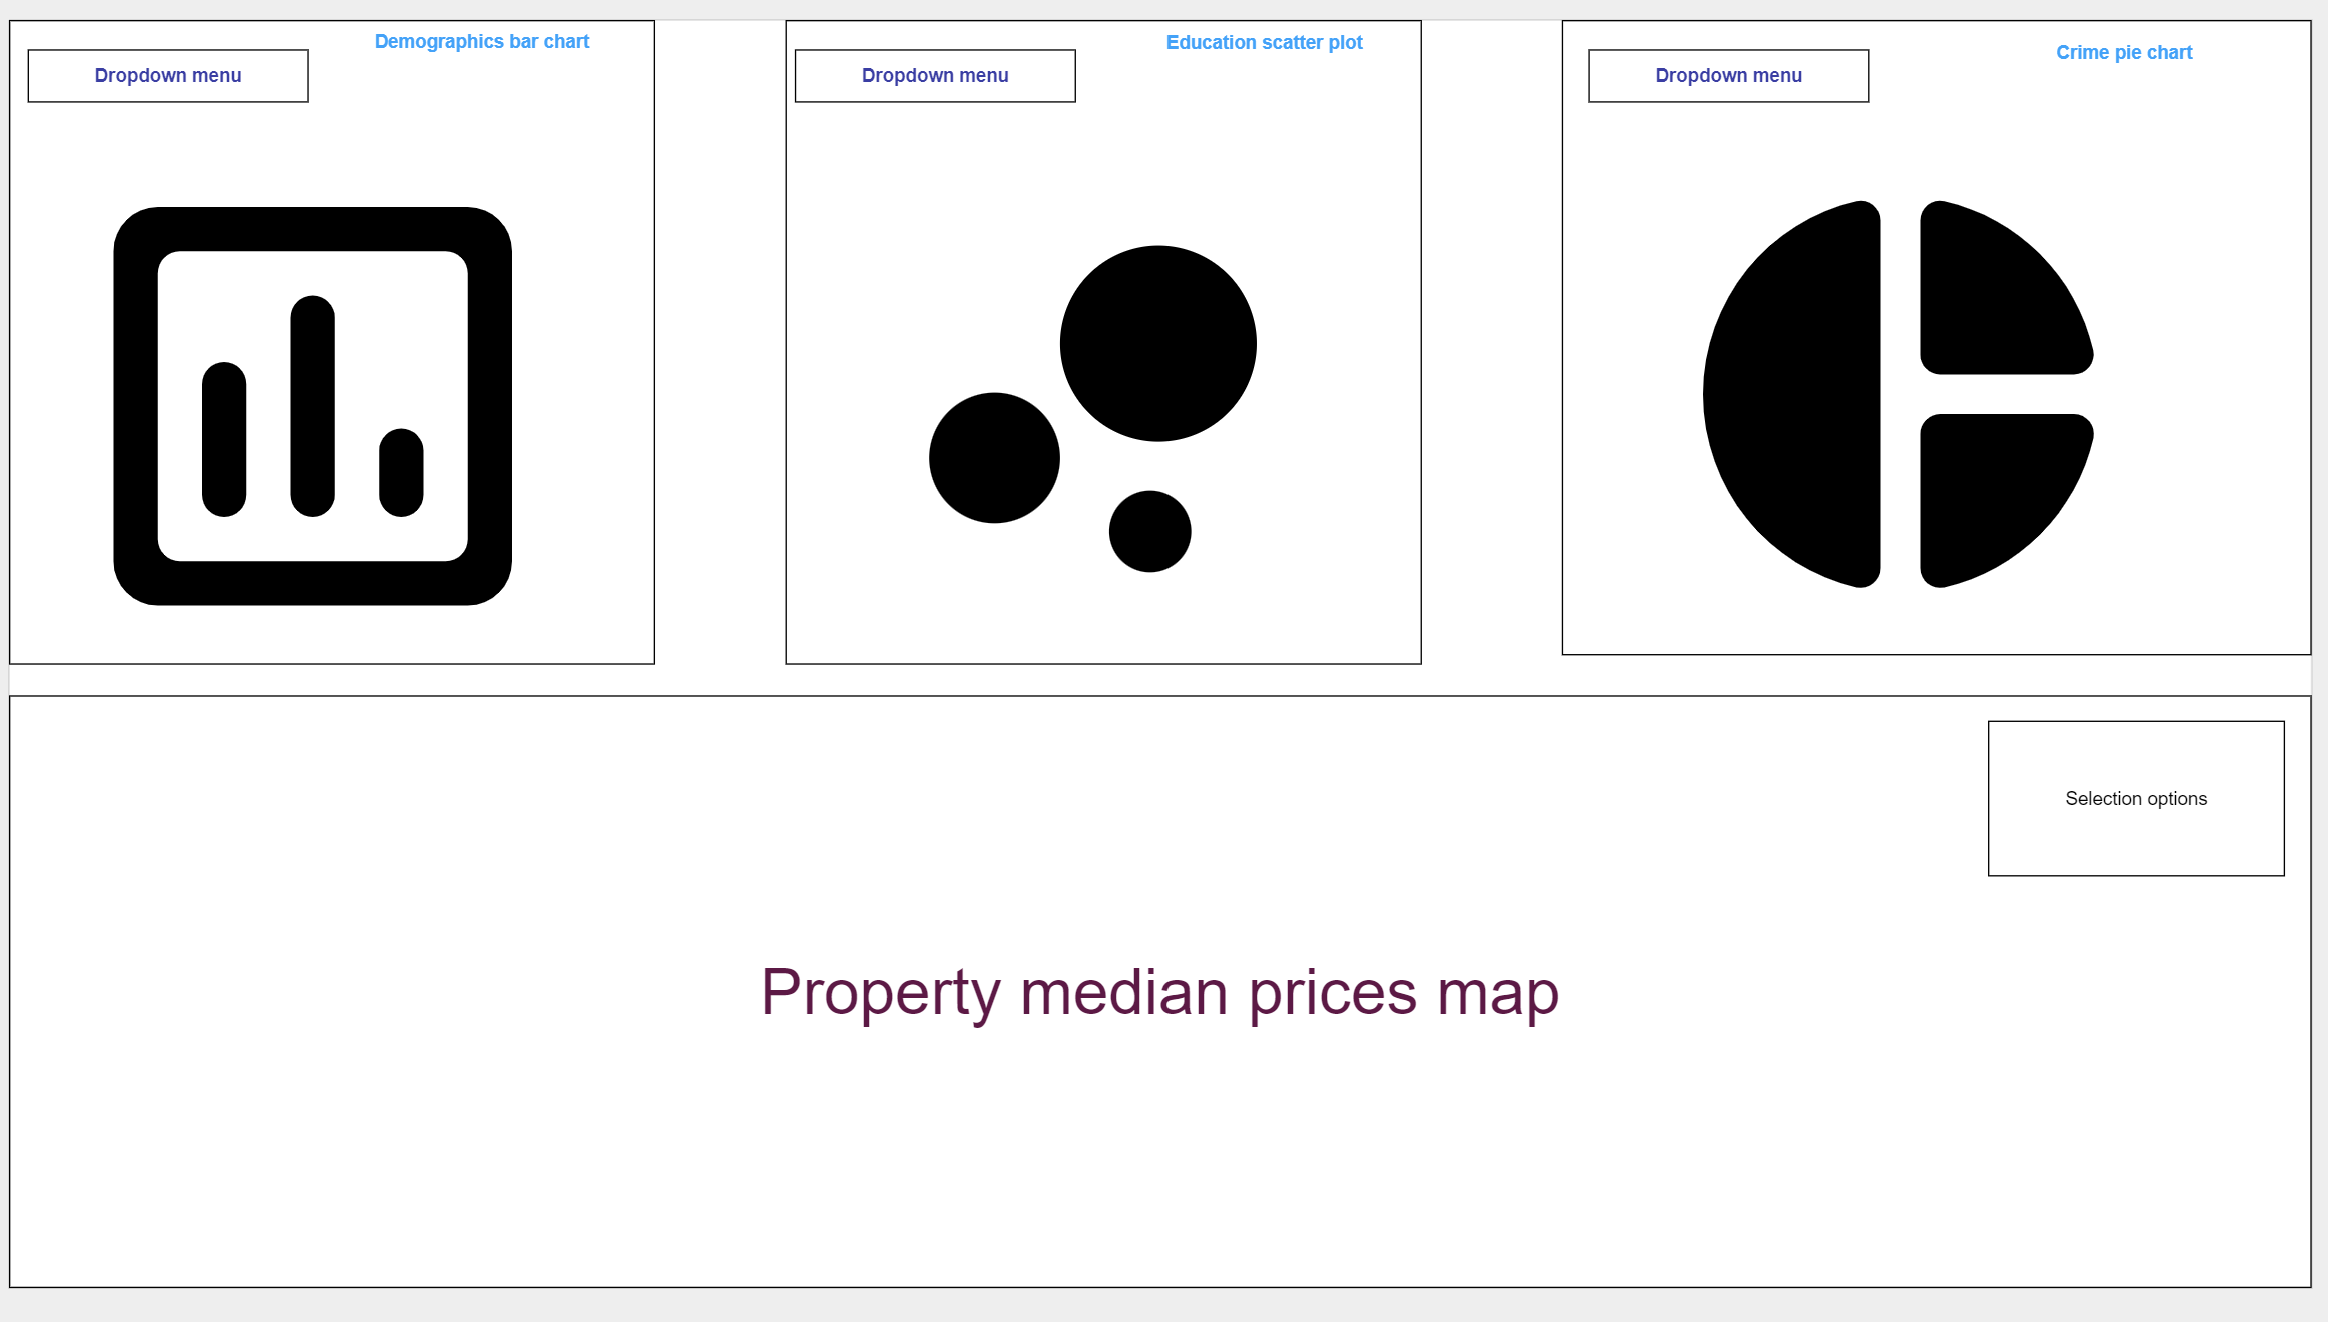 Demographics bar chart
Dropdown menu
Education scatter plot
Dropdown menu
Crime pie chart
Dropdown menu
Selection options
Property median prices map